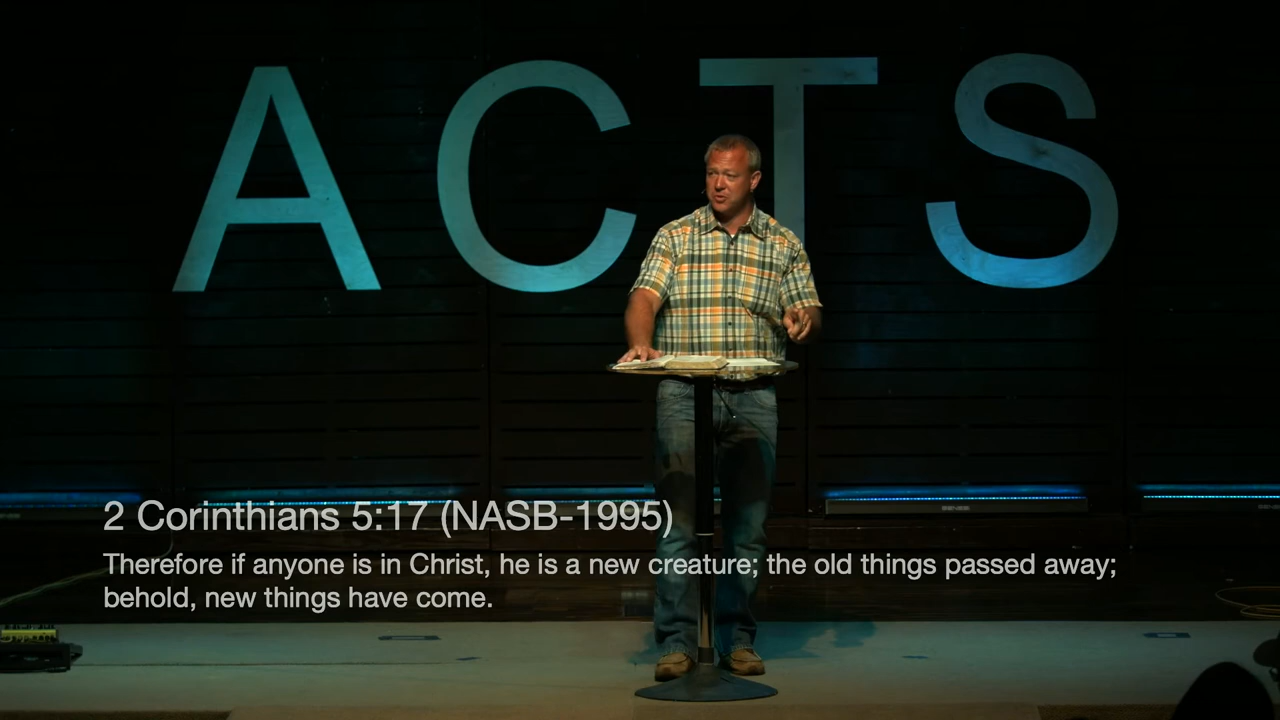 ACTS
2 Corinthians 5:17 (NASB-1995)
Therefore if anyone is in Christ, he is a new creature; the old things passed away;
behold, new things have come.